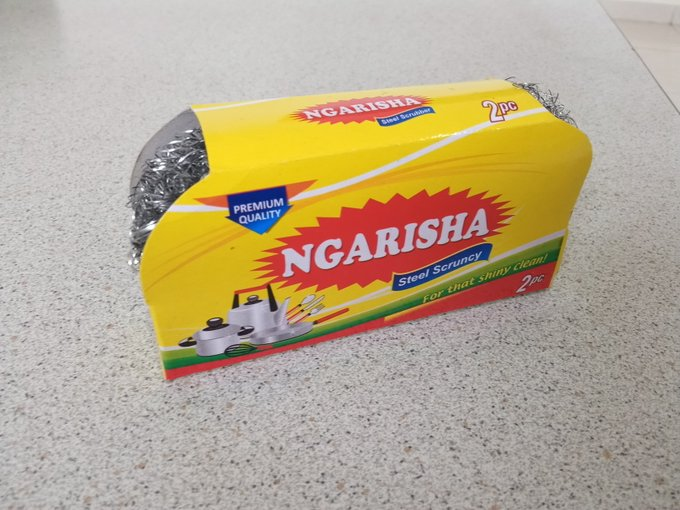 NGARISHA
Steel Scrubber
2pc
PREMIUM
QUALITY
NGARISHA
Steel Scruncy
For that shiny clean!
2pc